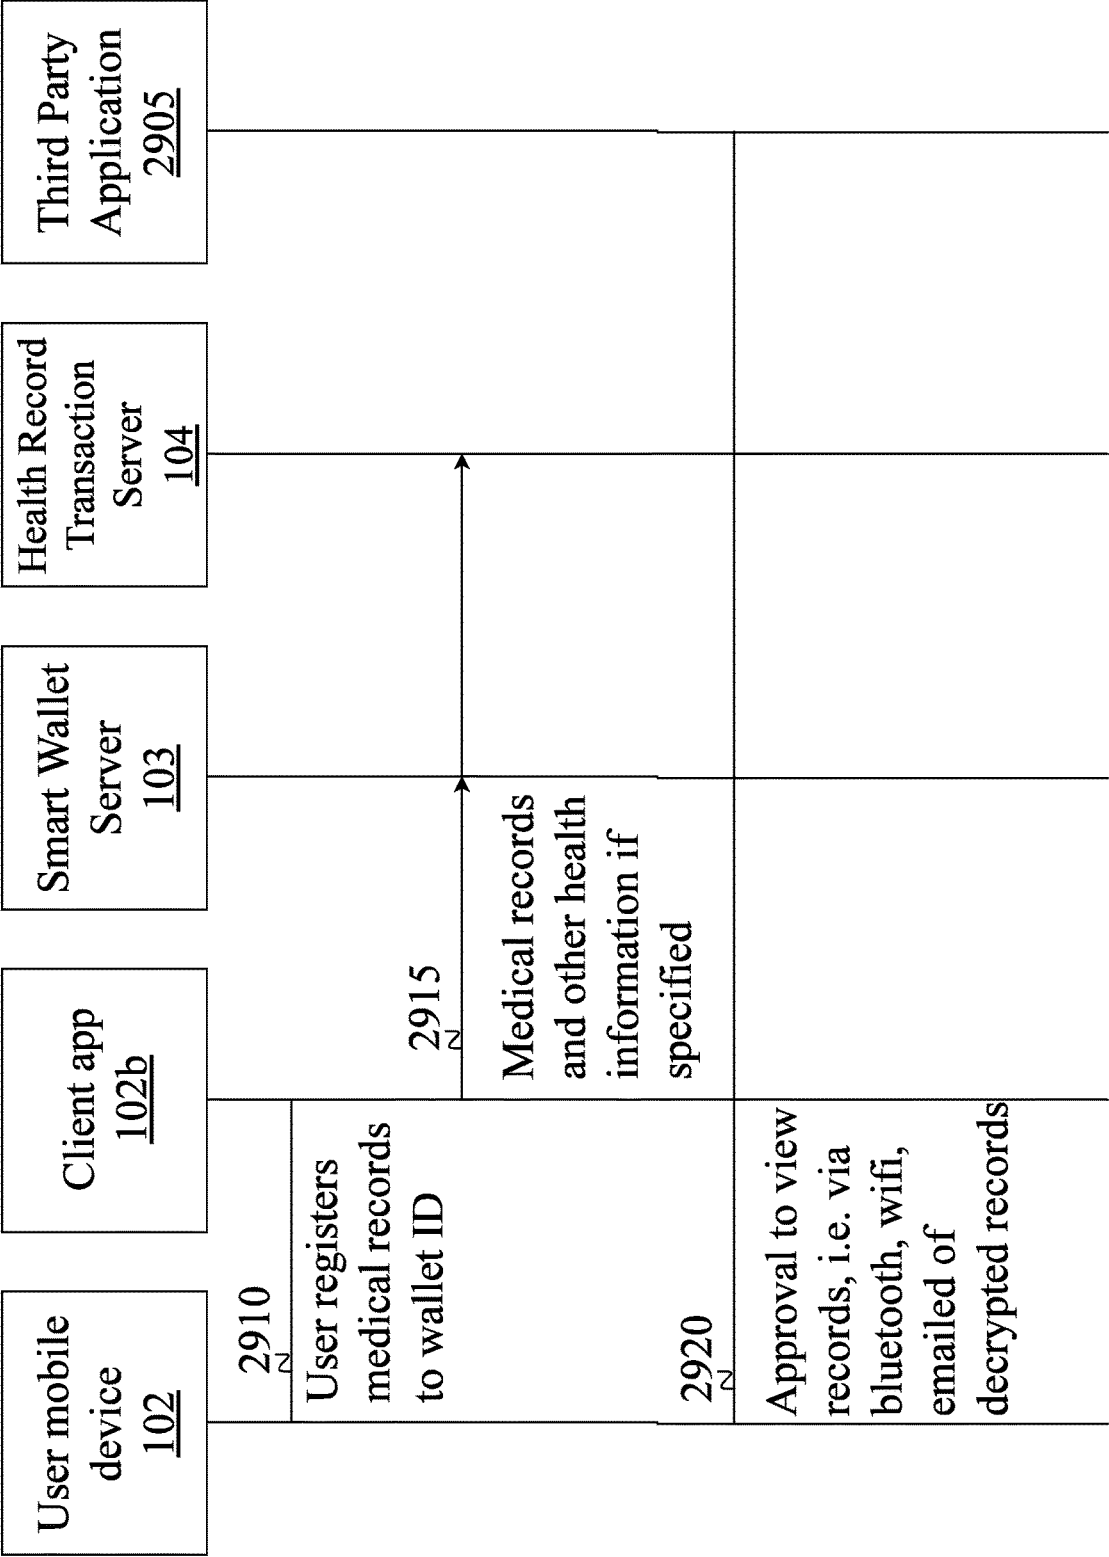 User mobile
device
102
Client app
102b
Smart Wallet
Server
103
Health Record
Transaction
Server
104
Third Party
Application
2905
2910
User registers
medical records
to wallet ID
2915
Medical records
and other health
information if
specified
2920
Approval to view
records, i.e. via
bluetooth, wifi,
emailed of
decrypted records